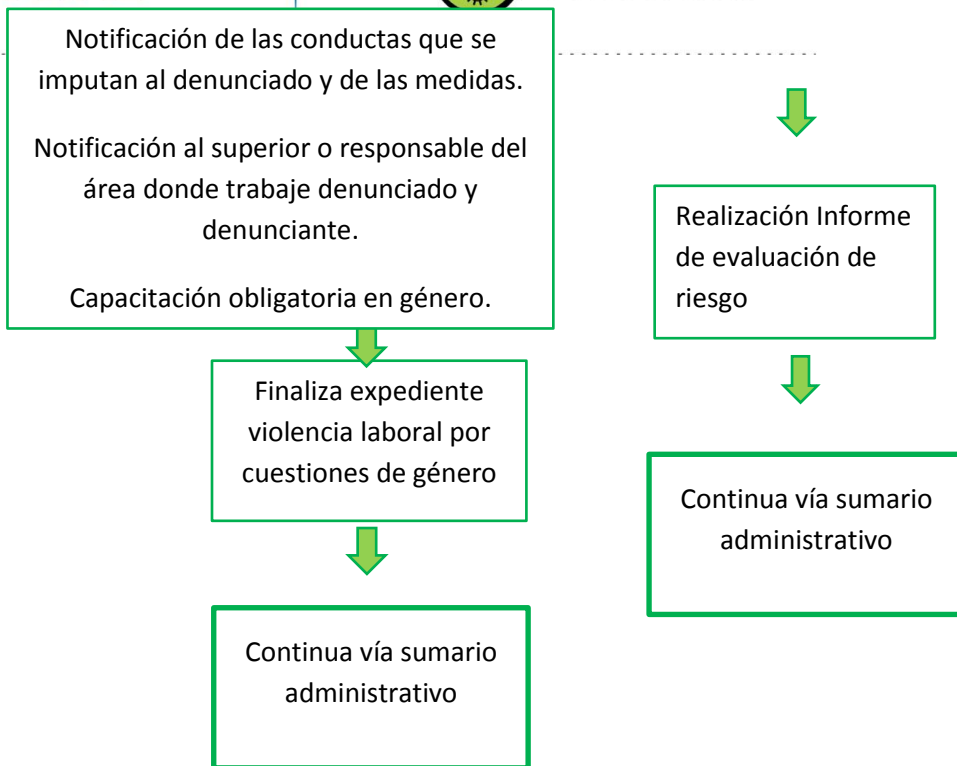 Notificación de las conductas que se
imputan al denunciado y de las medidas.
Notificación al superior o responsable del
área donde trabaje denunciado y
denunciante.
Capacitación obligatoria en género.
Realización Informe
de evaluación de
riesgo
Finaliza expediente
violencia laboral por
cuestiones de género
Continua vía sumario
administrativo
Continua vía sumario
administrativo